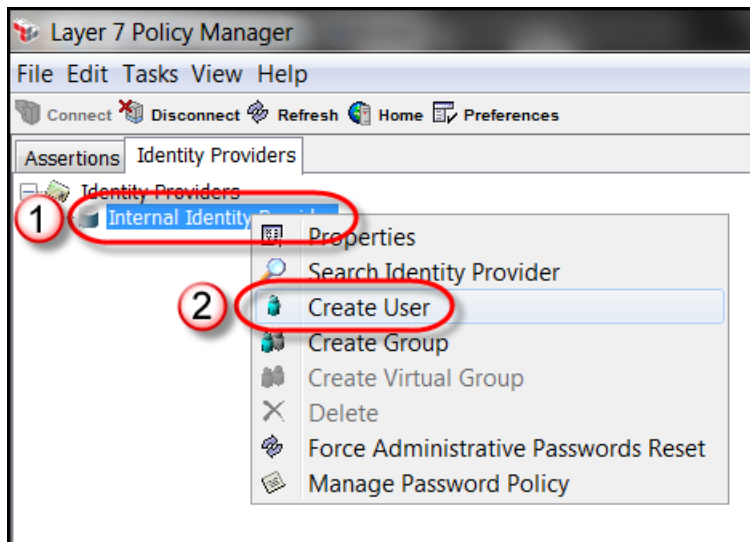 Layer 7 Policy Manager
File Edit Tasks View Help
Connect Disconnect Refresh Home Preferences
Assertions Identity Providers
Identity Providers
1 Internal Identity
Properties
Search Identity Provider
2 Create User
Create Group
Create Virtual Group
Delete
Force Administrative Passwords Reset
Manage Password Policy